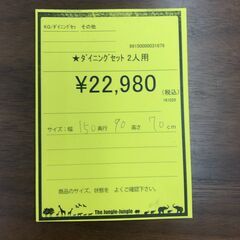 KG/ダイニングセッ その他
★ダイニングセット 2人用
¥22,980
(税込)
サイズ:幅 150 奥行 90 高さ 70 cm
商品のサイズ、状態を よくご確認下さい。
The Jungle-Jungle